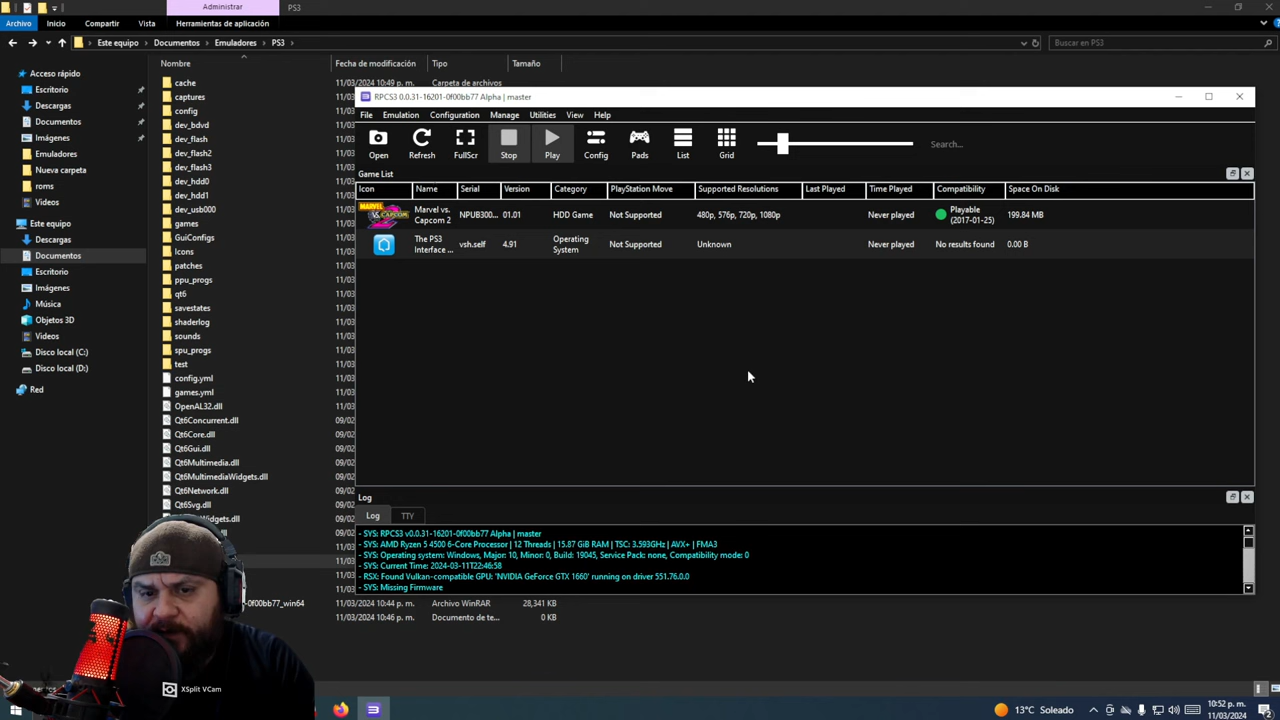 Administrar
PS3
Archivo
Inicio
Compartir
Vista
Herramientas de aplicación
Este equipo
Documentos
Emuladores
PS3
Buscar en PS3
Nombre
Fecha de modificación
Tipo
Tamaño
Acceso rápido
Escritorio
Descargas
Documentos
Imágenes
Emuladores
Nueva carpeta
roms
Videos
Este equipo
Descargas
Documentos
Escritorio
Imágenes
Música
Objetos 3D
Videos
Disco local (C:)
Disco local (D:)
Red
cache
11/03/2024 10:49 p. m.
Carpeta de archivos
captures
config
dev_bdvd
dev_flash
dev_flash2
dev_flash3
dev_hdd0
dev_hdd1
dev_usb000
games
GuiConfigs
Icons
patches
ppu_progs
qt6
savestates
shaderlog
sounds
spu_progs
test
config.yml
games.yml
OpenAL32.dll
Qt6Concurrent.dll
Qt6Core.dll
Qt6Gui.dll
Qt6Multimedia.dll
Qt6MultimediaWidgets.dll
Qt6Network.dll
Qt6Svg.dll
RPCS3 0.0.31-16201-0f00bb77 Alpha | master
File
Emulation
Configuration
Manage
Utilities
View
Help
Open
Refresh
FullScr
Stop
Play
Config
Pads
List
Grid
Search...
Game List
Icon
Name
Serial
Version
Category
PlayStation Move
Supported Resolutions
Last Played
Time Played
Compatibility
Space On Disk
MARVEL VS. CAPCOM 2
Marvel vs. Capcom 2
NPUB300...
01.01
HDD Game
Not Supported
480p, 576p, 720p, 1080p
Never played
Playable (2017-01-25)
199.84 MB
The PS3 Interface ...
vsh.self
4.91
Operating System
Not Supported
Unknown
Never played
No results found
0.00 B
Log
Log
TTY
- SYS: RPCS3 v0.0.31-16201-0f00bb77 Alpha | master
- SYS: AMD Ryzen 5 4500 6-Core Processor | 12 Threads | 15.87 GiB RAM | TSC: 3.593GHz | AVX+ | FMA3
- SYS: Operating system: Windows, Major: 10, Minor: 0, Build: 19045, Service Pack: none, Compatibility mode: 0
- SYS: Current Time: 2024-03-11T22:46:58
- RSX: Found Vulkan-compatible GPU: 'NVIDIA GeForce GTX 1660' running on driver 551.76.0.0
- SYS: Missing Firmware
-0f00bb77_win64
11/03/2024 10:44 p. m.
Archivo WinRAR
28,341 KB
11/03/2024 10:46 p. m.
Documento de te...
0 KB
XSplit VCam
13°C Soleado
10:52 p. m.
11/03/2024